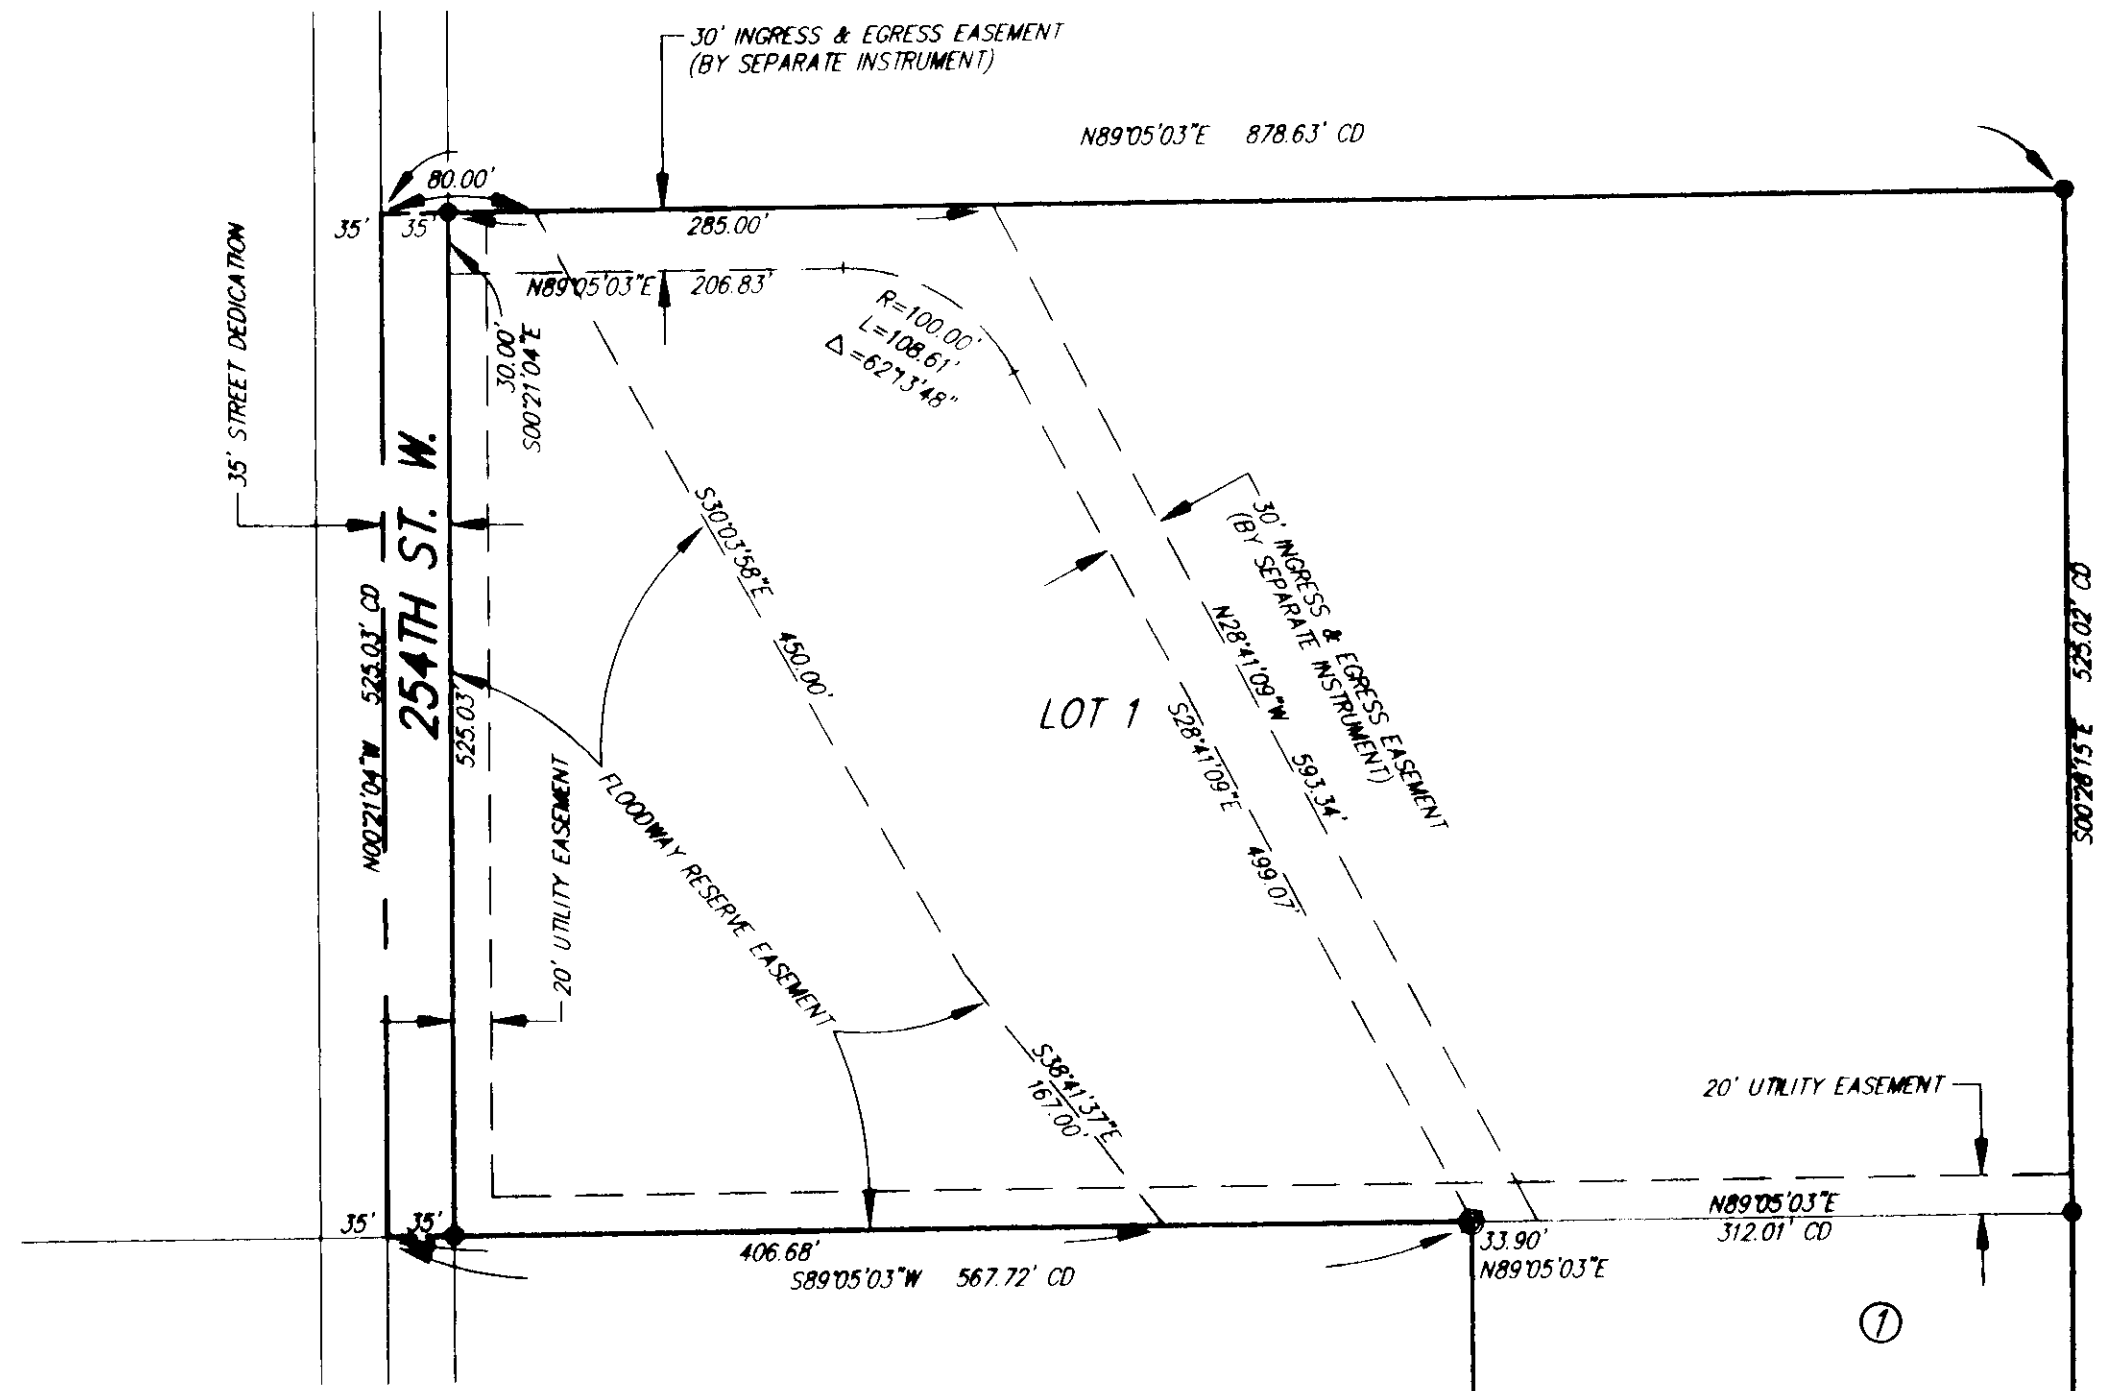 30' INGRESS & EGRESS EASEMENT
(BY SEPARATE INSTRUMENT)
N89°05'03"E 878.63' CD
80.00'
35'
35'
285.00'
N89°05'03"E 206.83'
35' STREET DEDICATION
30.00'
S00°21'04"E
R=100.00'
L=108.61'
Δ=62°13'48"
254TH ST. W.
N00°21'04"W 525.03' CD
525.03'
S30°03'58"E 450.00'
30' INGRESS & EGRESS EASEMENT
(BY SEPARATE INSTRUMENT)
N28°41'09"W 593.34'
S28°41'09"E 499.07'
LOT 1
S00°28'15"E 525.02' CD
20' UTILITY EASEMENT
FLOODWAY RESERVE EASEMENT
S38°41'37"E
167.00'
20' UTILITY EASEMENT
35'
35'
406.68'
S89°05'03"W 567.72' CD
33.90'
N89°05'03"E
N89°05'03"E
312.01' CD
1